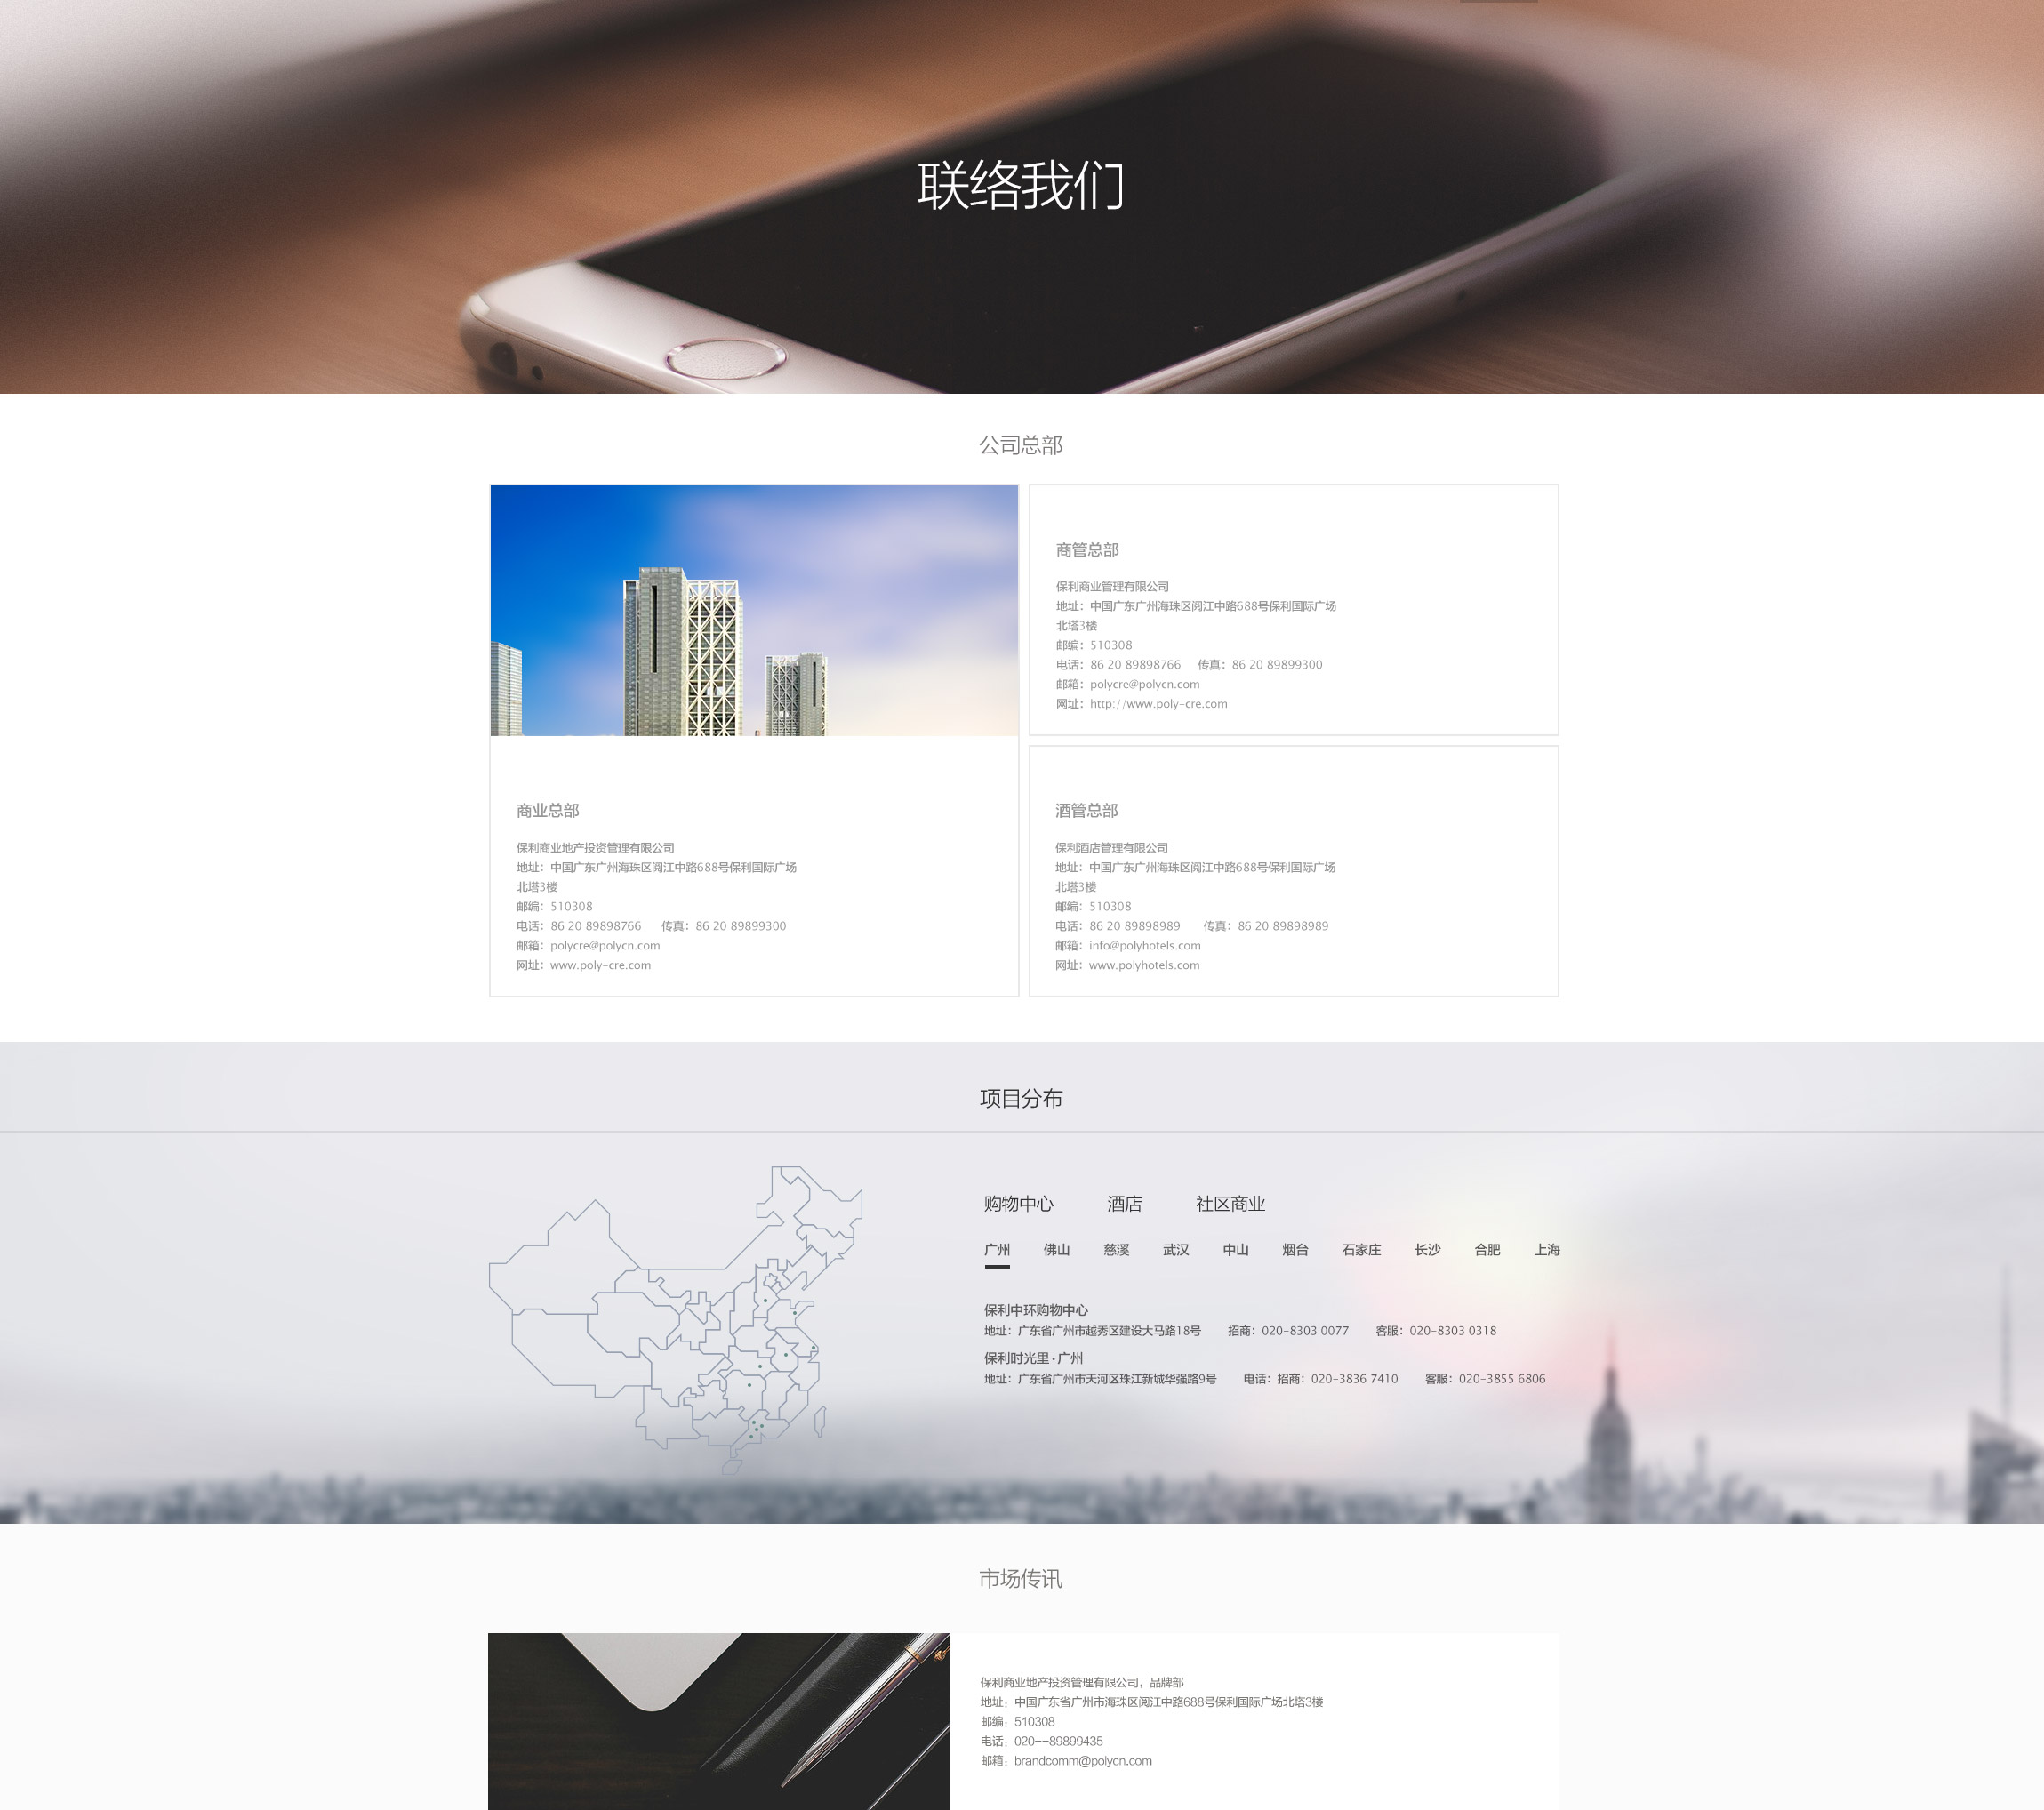 联络我们
公司总部
商管总部
保利商业管理有限公司
地址：中国广东广州海珠区阅江中路688号保利国际广场
北塔3楼
邮编：510308
电话：86 20 89898766 传真：86 20 89899300
邮箱：polycre@polycn.com
网址：http://www.poly-cre.com
商业总部
保利商业地产投资管理有限公司
地址：中国广东广州海珠区阅江中路688号保利国际广场
北塔3楼
邮编：510308
电话：86 20 89898766 传真：86 20 89899300
邮箱：polycre@polycn.com
网址：www.poly-cre.com
酒管总部
保利酒店管理有限公司
地址：中国广东广州海珠区阅江中路688号保利国际广场
北塔3楼
邮编：510308
电话：86 20 89898989 传真：86 20 89898989
邮箱：info@polyhotels.com
网址：www.polyhotels.com
项目分布
购物中心 酒店 社区商业
广州 佛山 慈溪 武汉 中山 烟台 石家庄 长沙 合肥 上海
保利中环购物中心
地址：广东省广州市越秀区建设大马路18号 招商：020-8303 0077 客服：020-8303 0318
保利时光里·广州
地址：广东省广州市天河区珠江新城华强路9号 电话：招商：020-3836 7410 客服：020-3855 6806
市场传讯
保利商业地产投资管理有限公司，品牌部
地址：中国广东省广州市海珠区阅江中路688号保利国际广场北塔3楼
邮编：510308
电话：020--89899435
邮箱：brandcomm@polycn.com